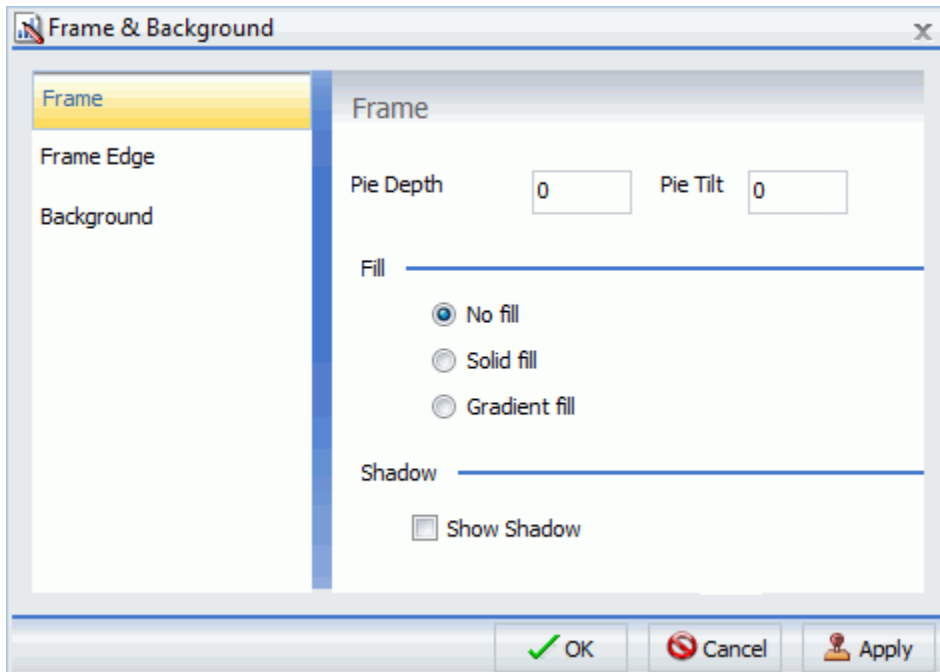 Frame & Background
x
Frame
Frame Edge
Background
Frame
Pie Depth 0 Pie Tilt 0
Fill
No fill
Solid fill
Gradient fill
Shadow
Show Shadow
OK Cancel Apply